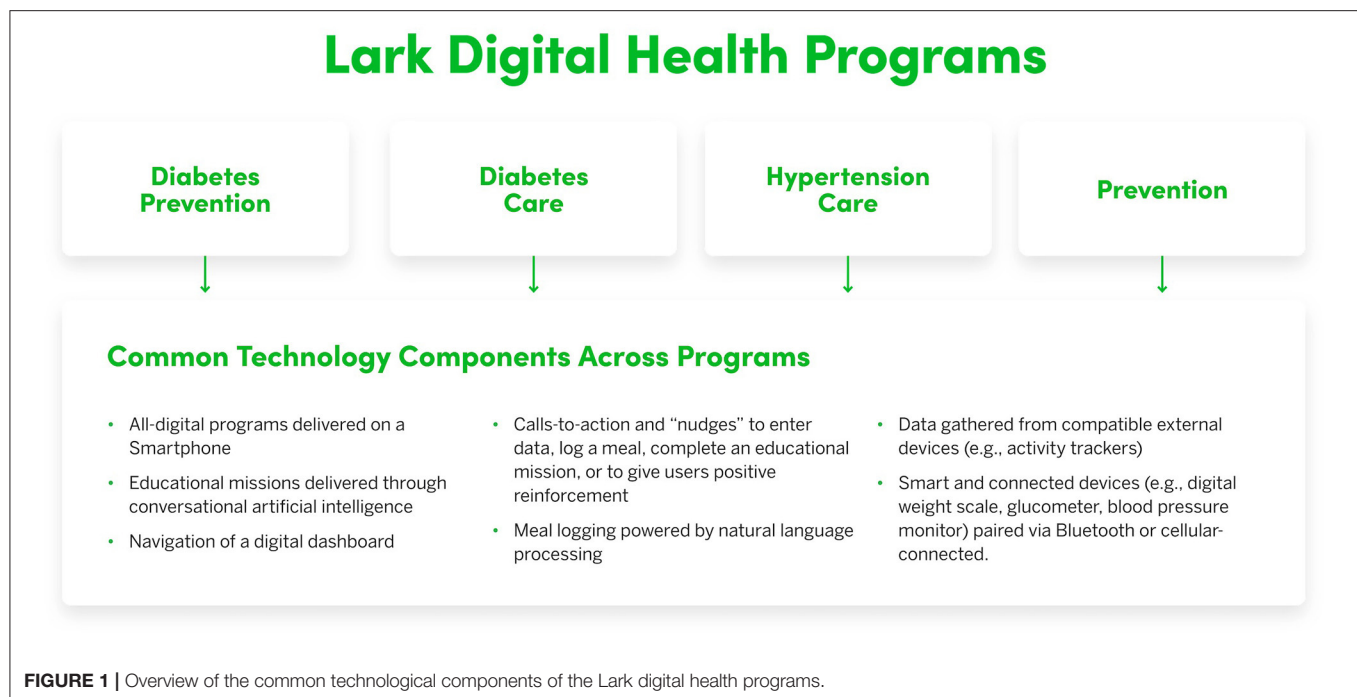 Lark Digital Health Programs
Diabetes
Prevention
Diabetes
Care
Hypertension
Care
Prevention
Common Technology Components Across Programs
• All-digital programs delivered on a
Smartphone
• Educational missions delivered through
conversational artificial intelligence
• Navigation of a digital dashboard
• Calls-to-action and “nudges” to enter
data, log a meal, complete an educational
mission, or to give users positive
reinforcement
• Meal logging powered by natural language
processing
• Data gathered from compatible external
devices (e.g., activity trackers)
• Smart and connected devices (e.g., digital
weight scale, glucometer, blood pressure
monitor) paired via Bluetooth or cellular-
connected.
FIGURE 1 | Overview of the common technological components of the Lark digital health programs.